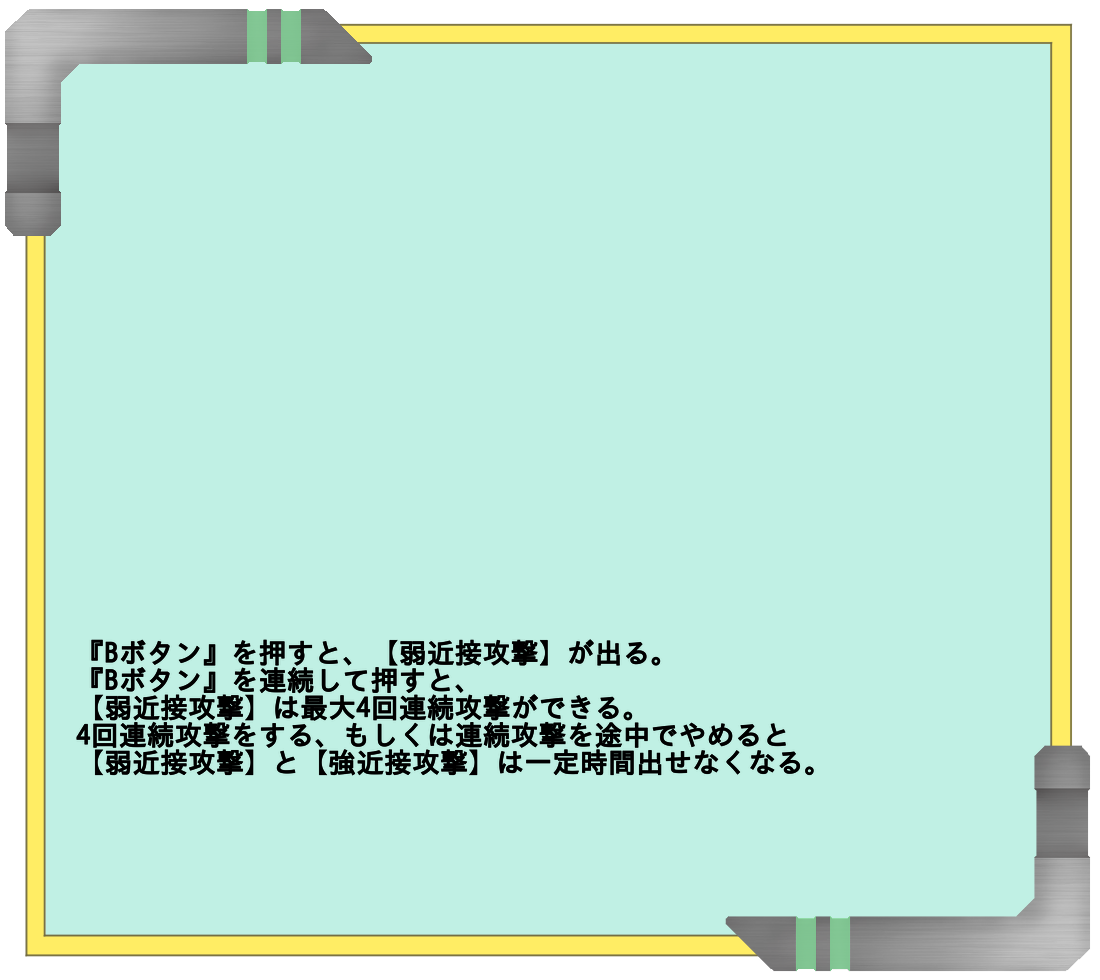 『Bボタン』を押すと、【弱近接攻撃】が出る。
『Bボタン』を連続して押すと、
【弱近接攻撃】は最大4回連続攻撃ができる。
4回連続攻撃をする、もしくは連続攻撃を途中でやめると
【弱近接攻撃】と【強近接攻撃】は一定時間出せなくなる。